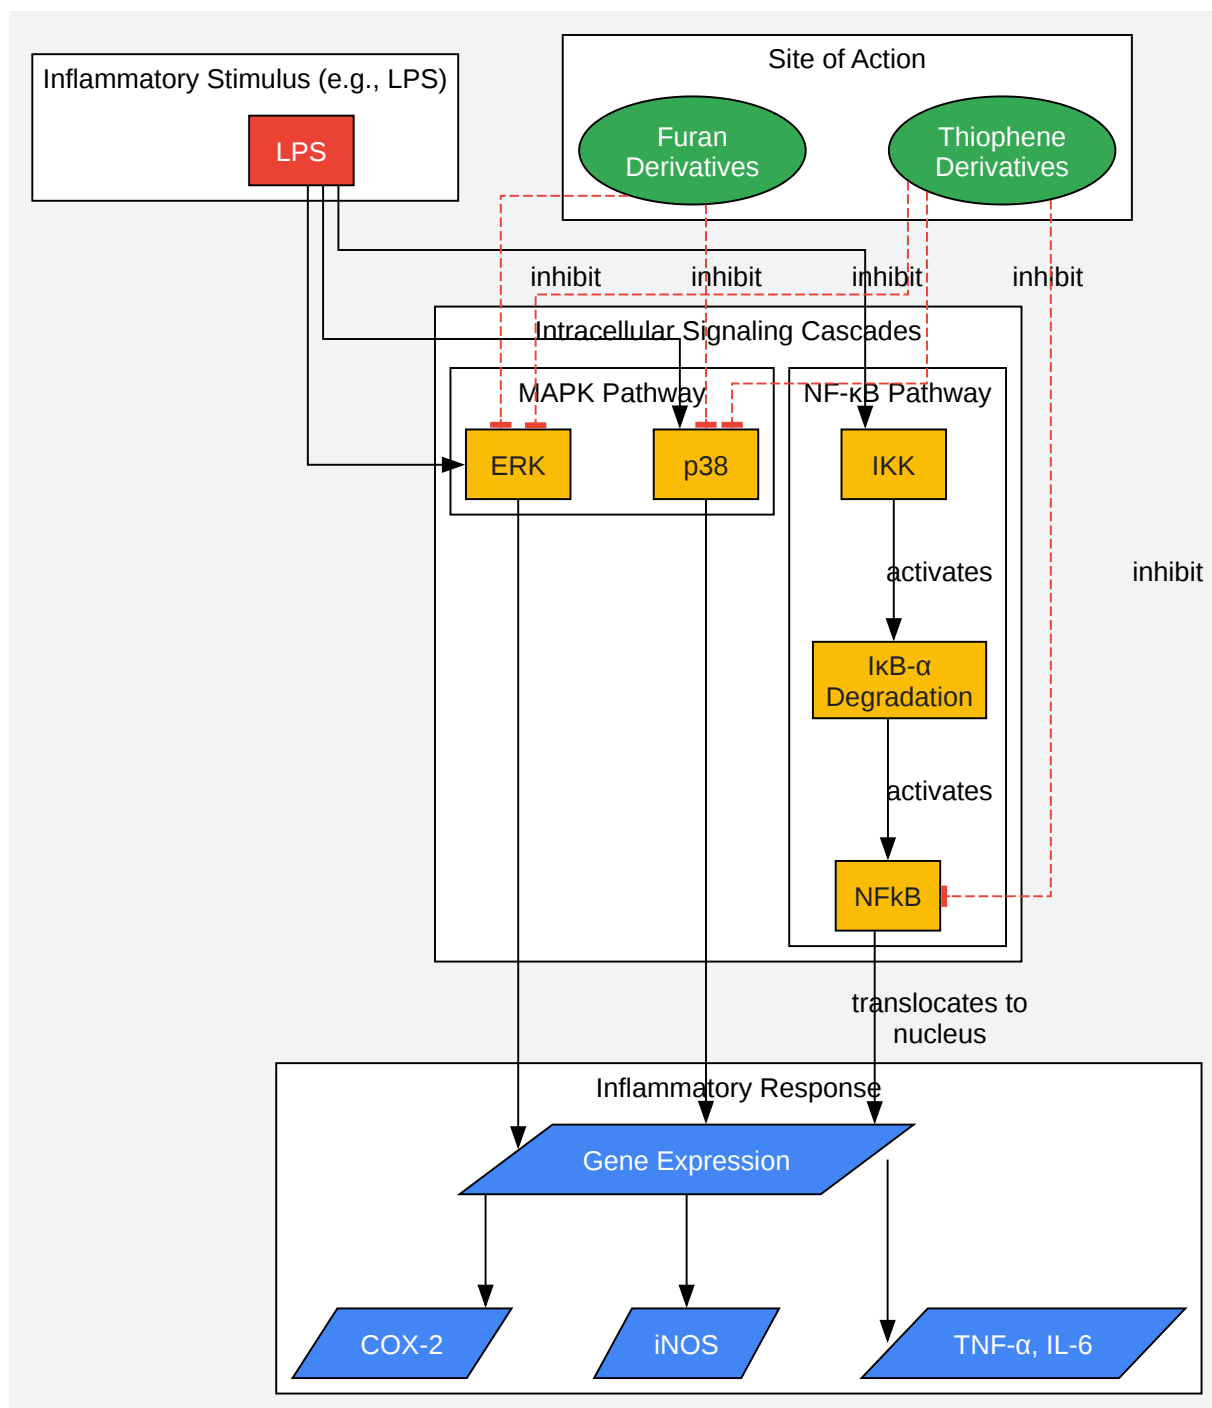 Site of Action
Inflammatory Stimulus (e.g., LPS)
LPS
Furan
Derivatives
Thiophene
Derivatives
inhibit
inhibit
inhibit
inhibit
Intracellular Signaling Cascades
MAPK Pathway
NF-κB Pathway
ERK
p38
IKK
activates
inhibit
IκB-α
Degradation
activates
NFkB
translocates to
nucleus
Inflammatory Response
Gene Expression
COX-2
iNOS
TNF-α, IL-6